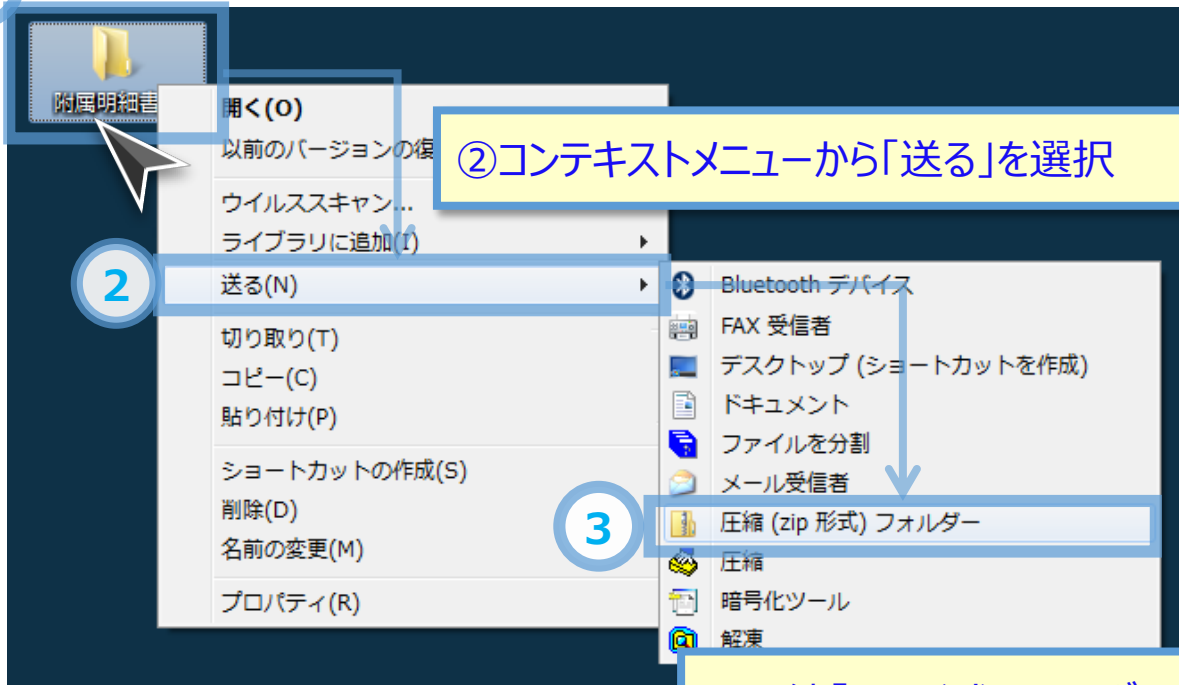 附属明細書
開く(O)
以前のバージョンの復
②コンテキストメニューから「送る」を選択
ウイルススキャン...
ライブラリに追加(I)
2
送る(N)
切り取り(T)
コピー(C)
貼り付け(P)
ショートカットの作成(S)
削除(D)
名前の変更(M)
プロパティ(R)
Bluetooth デバイス
FAX 受信者
デスクトップ (ショートカットを作成)
ドキュメント
ファイルを分割
メール受信者
3
圧縮 (zip 形式) フォルダー
圧縮
暗号化ツール
解凍